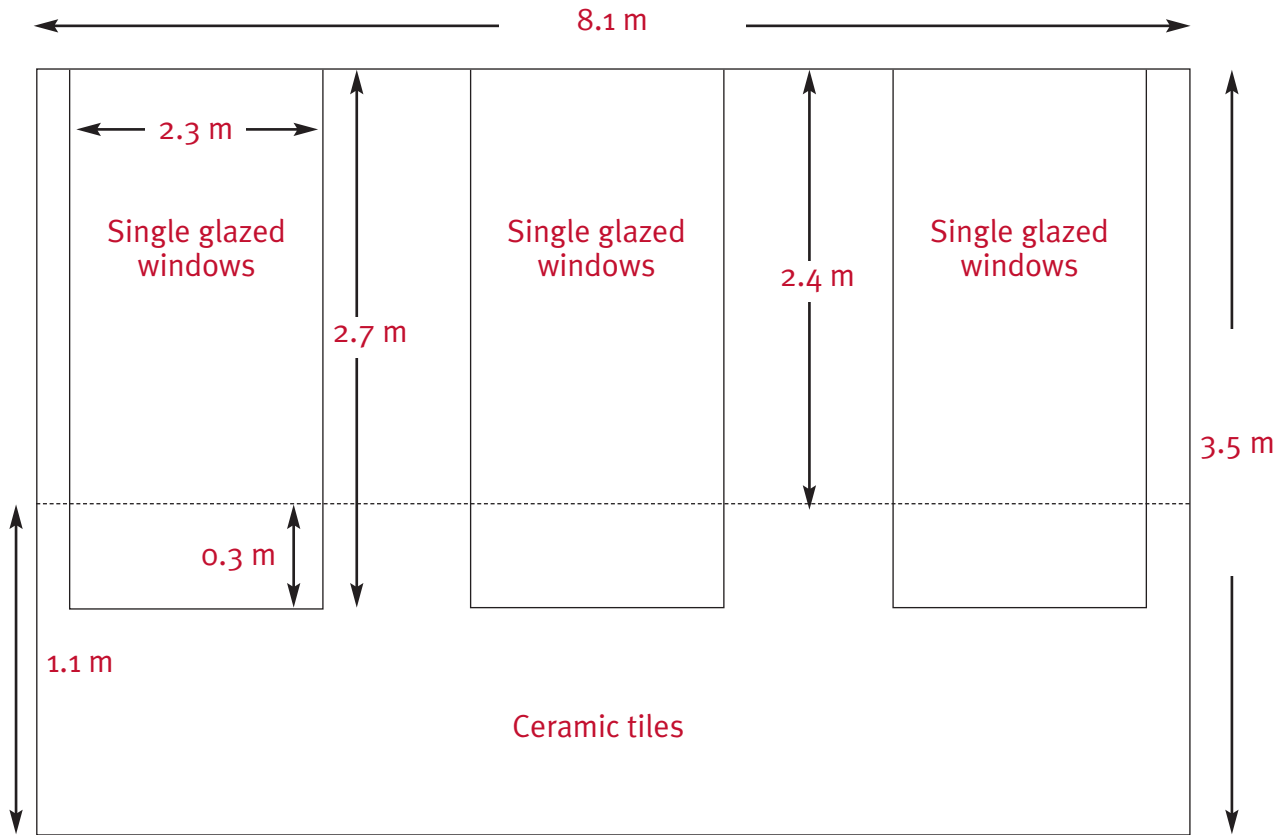 8.1 m
2.3 m
Single glazed
windows
Single glazed
windows
Single glazed
windows
2.4 m
2.7 m
3.5 m
0.3 m
1.1 m
Ceramic tiles